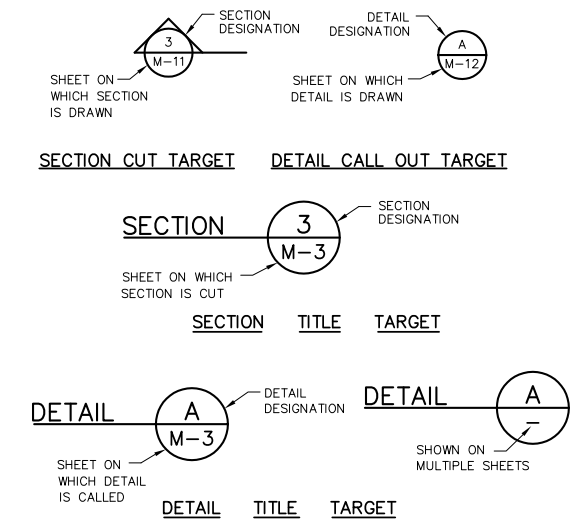 SECTION
DESIGNATION
3
M-11
SHEET ON
WHICH SECTION
IS DRAWN
DETAIL
DESIGNATION
A
M-12
SHEET ON WHICH
DETAIL IS DRAWN
SECTION CUT TARGET
DETAIL CALL OUT TARGET
SECTION
3
M-3
SECTION
DESIGNATION
SHEET ON WHICH
SECTION IS CUT
SECTION TITLE TARGET
DETAIL
A
M-3
DETAIL
DESIGNATION
SHEET ON
WHICH DETAIL
IS CALLED
DETAIL
A
-
SHOWN ON
MULTIPLE SHEETS
DETAIL TITLE TARGET